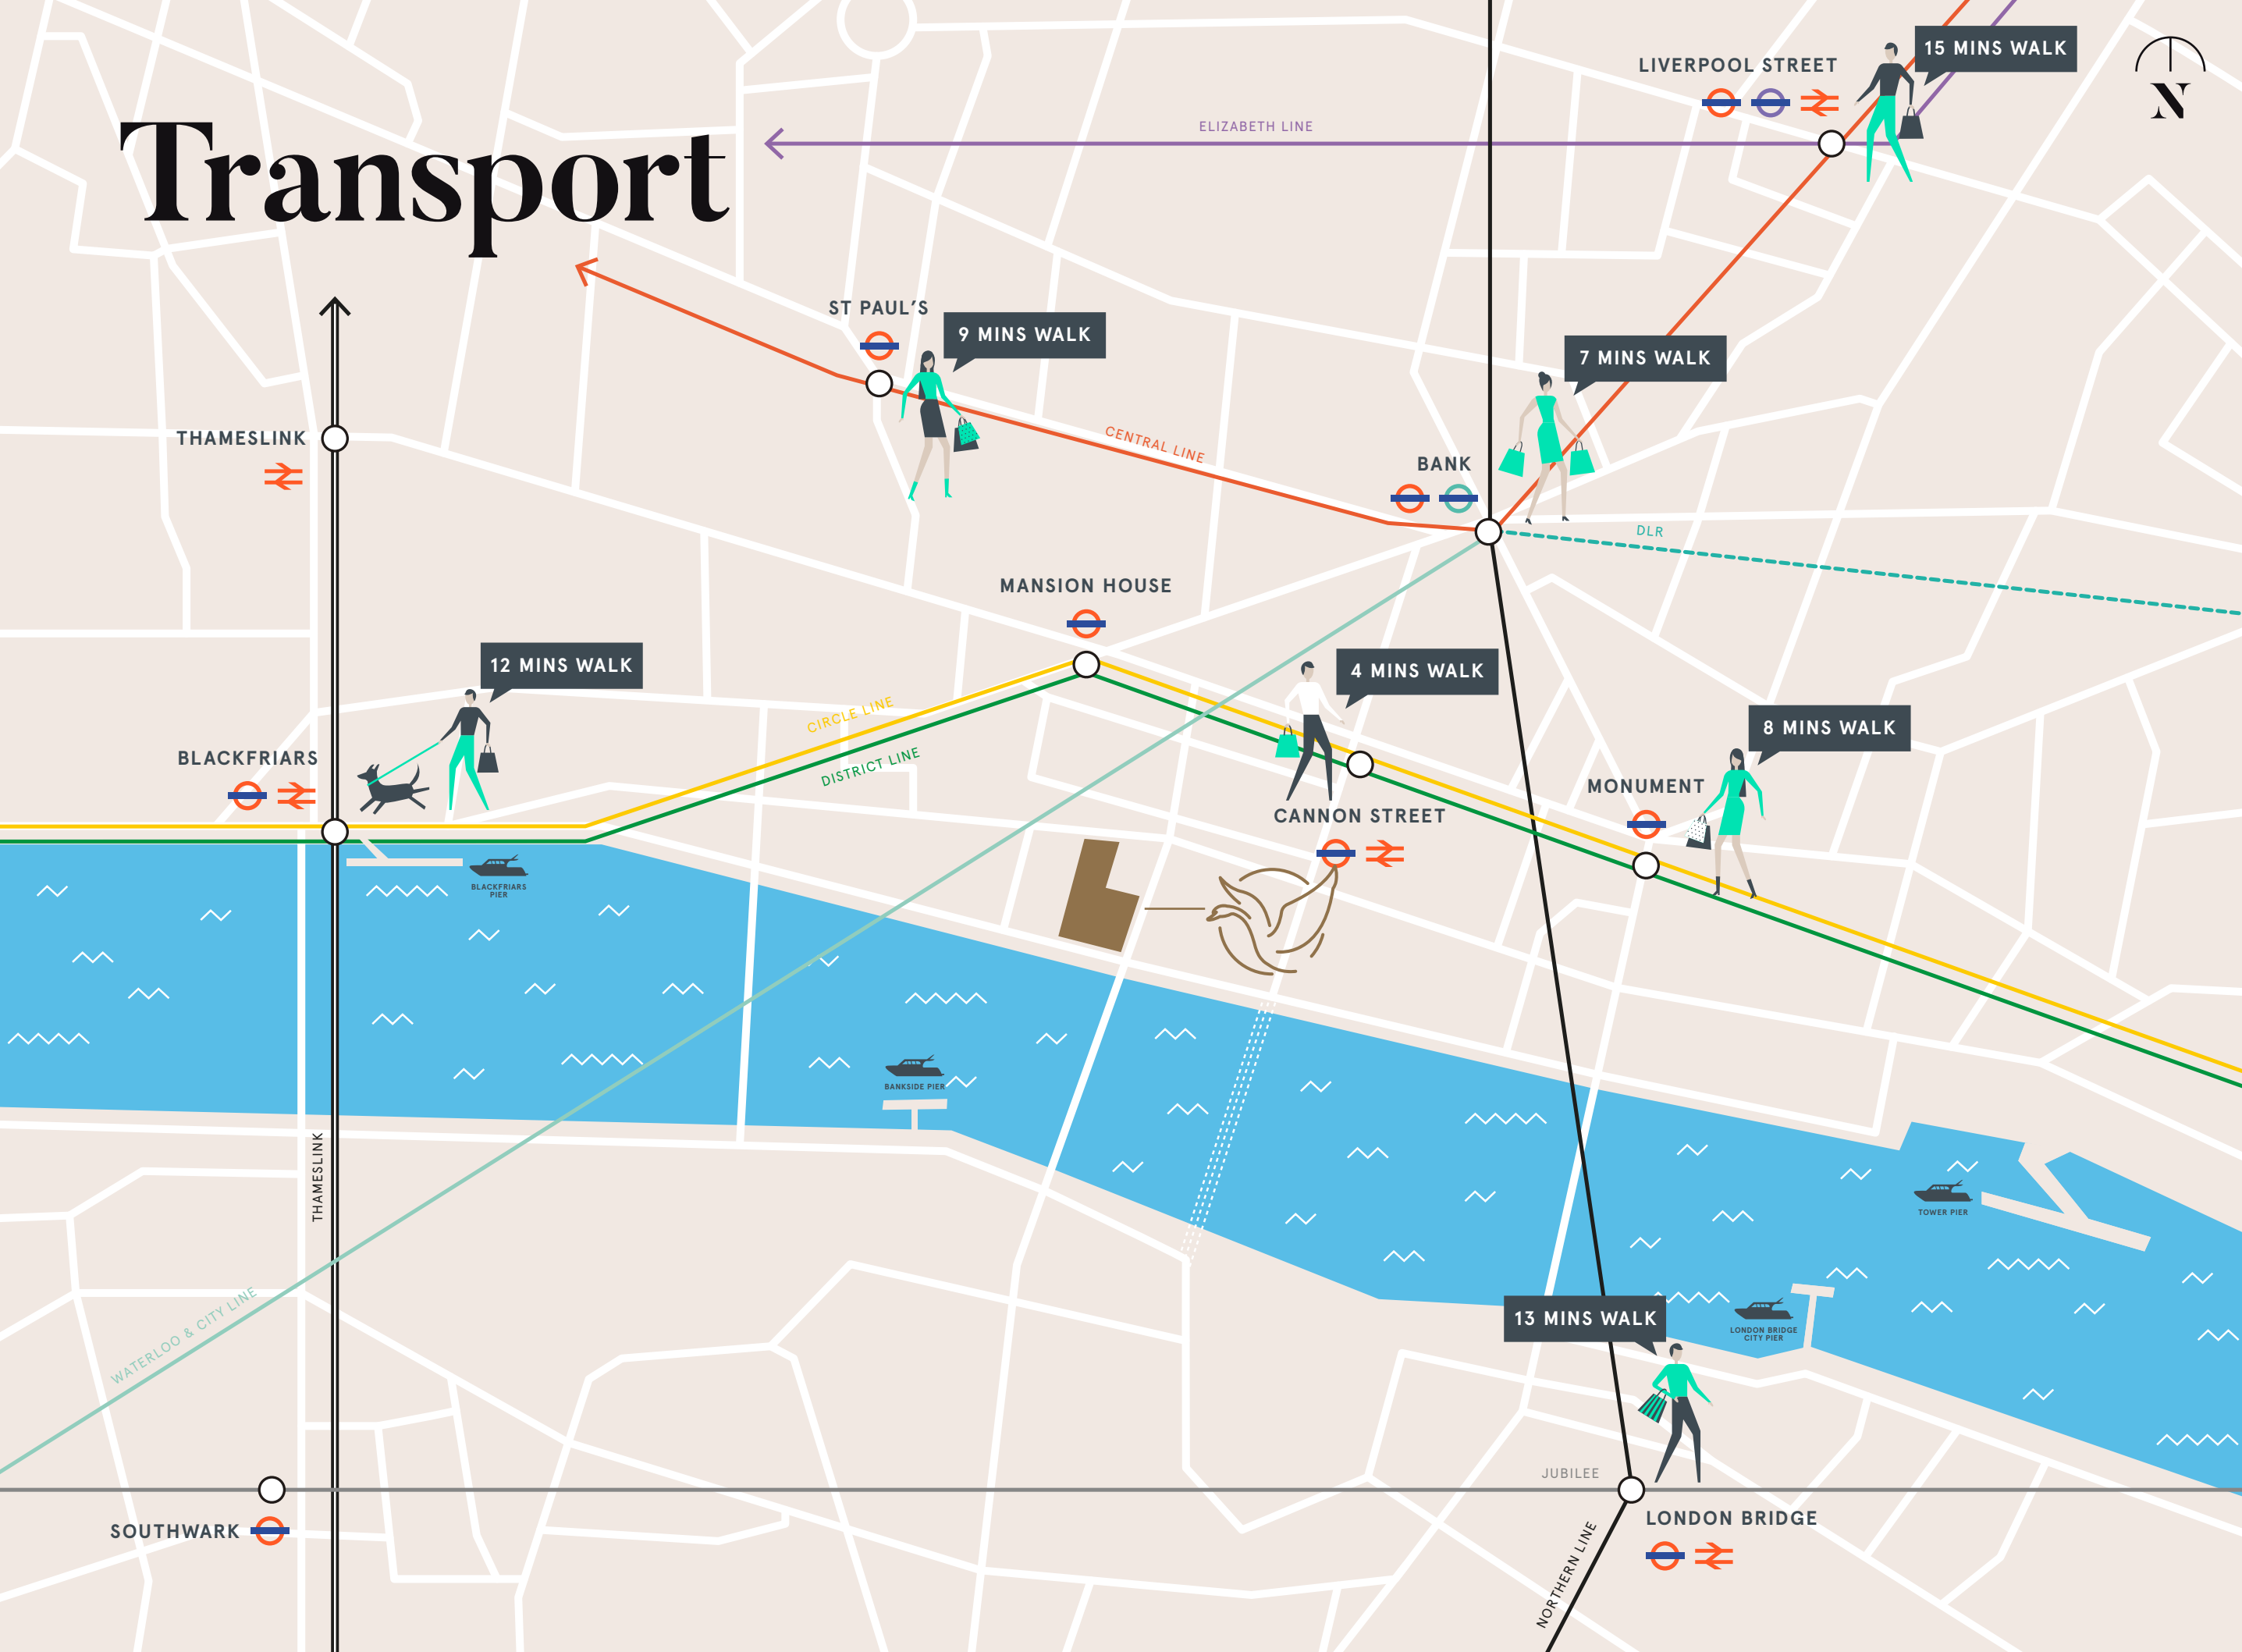 Transport
LIVERPOOL STREET
15 MINS WALK
N
ELIZABETH LINE
ST PAUL'S
9 MINS WALK
7 MINS WALK
THAMESLINK
CENTRAL LINE
BANK
DLR
MANSION HOUSE
12 MINS WALK
4 MINS WALK
CIRCLE LINE
8 MINS WALK
BLACKFRIARS
DISTRICT LINE
MONUMENT
CANNON STREET
BLACKFRIARS
PIER
BANKSIDE PIER
THAMESLINK
TOWER PIER
WATERLOO & CITY LINE
13 MINS WALK
LONDON BRIDGE
CITY PIER
JUBILEE
SOUTHWARK
LONDON BRIDGE
NORTHERN LINE